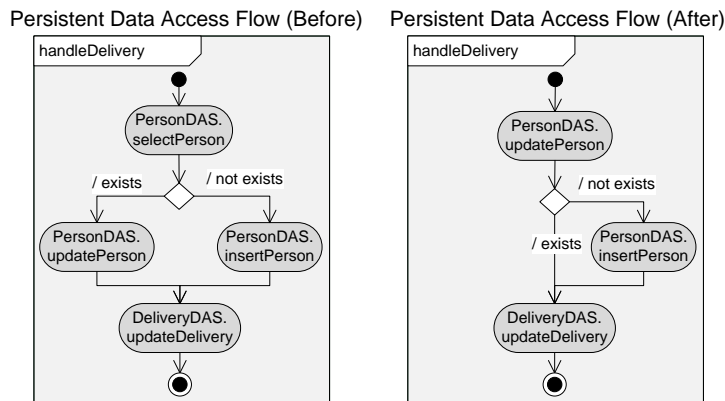 Persistent Data Access Flow (Before)
handleDelivery
PersonDAS.
selectPerson
/ exists
/ not exists
PersonDAS.
updatePerson
PersonDAS.
insertPerson
DeliveryDAS.
updateDelivery
Persistent Data Access Flow (After)
handleDelivery
PersonDAS.
updatePerson
/ not exists
/ exists
PersonDAS.
insertPerson
DeliveryDAS.
updateDelivery